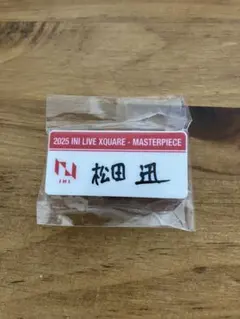 2025 INI LIVE XQUARE - MASTERPIECE
松田 迅
INI